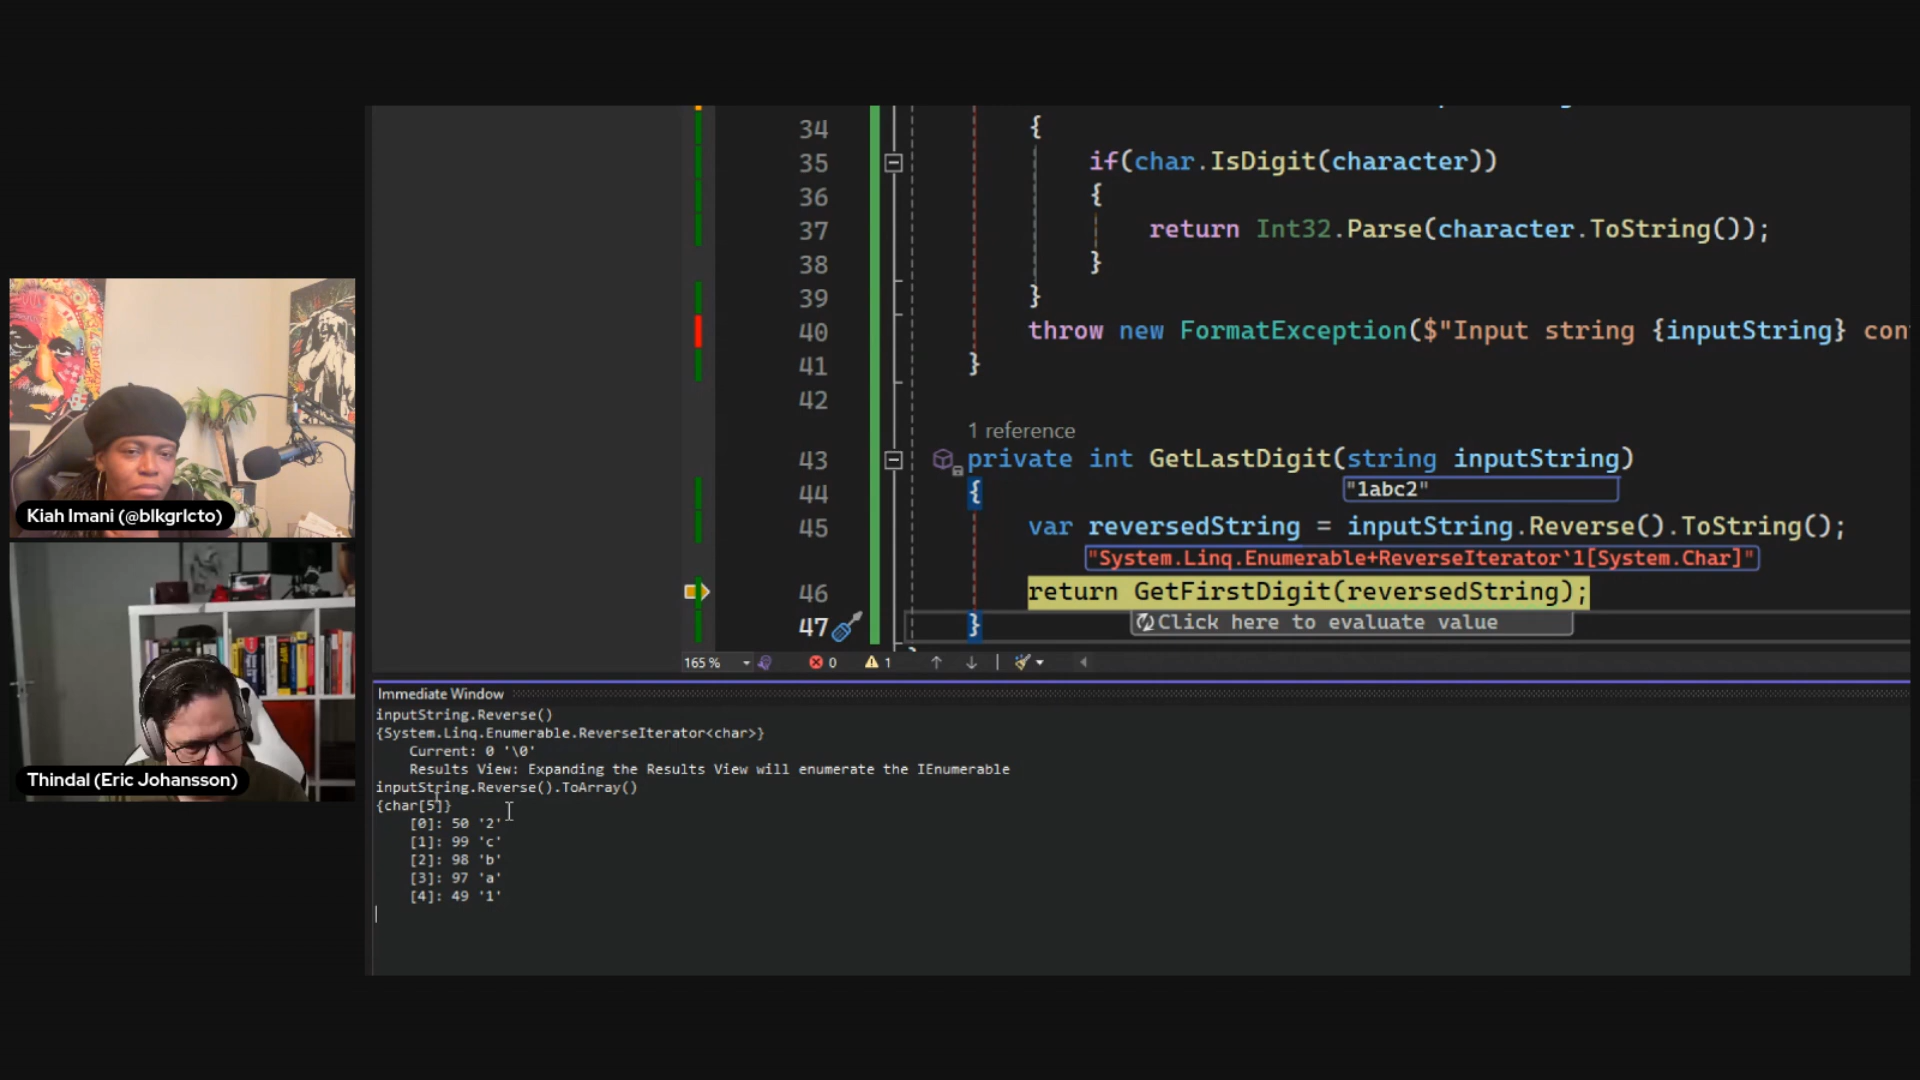 34 {
35 if(char.IsDigit(character))
36 {
37 return Int32.Parse(character.ToString());
38 }
39 }
40 throw new FormatException($"Input string {inputString} con
41 }
42
1 reference
43 private int GetLastDigit(string inputString)
"1abc2"
44 {
45 var reversedString = inputString.Reverse().ToString();
"System.Linq.Enumerable+ReverseIterator`1[System.Char]"
46 return GetFirstDigit(reversedString);
47 }
Click here to evaluate value
165 % 0 1
Kiah Imani (@blkgrlcto)
Thindal (Eric Johansson)
Immediate Window
inputString.Reverse()
{System.Linq.Enumerable.ReverseIterator<char>}
Current: 0 '\0'
Results View: Expanding the Results View will enumerate the IEnumerable
inputString.Reverse().ToArray()
{char[5]}
[0]: 50 '2'
[1]: 99 'c'
[2]: 98 'b'
[3]: 97 'a'
[4]: 49 '1'